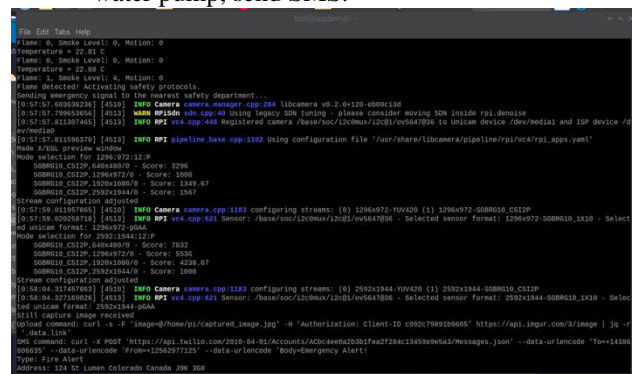 water pump, send SMS.
test@raspberrypi: ~
File Edit Tabs Help
Flame: 0, Smoke Level: 0, Motion: 0
Temperature = 22.81 C
Flame: 0, Smoke Level: 0, Motion: 0
Temperature = 22.88 C
Flame: 1, Smoke Level: 4, Motion: 0
Flame detected! Activating safety protocols.
Sending emergency signal to the nearest safety department...
[0:57:57.603636236] [4510] INFO Camera camera_manager.cpp:284 libcamera v0.2.0+120-eb00c13d
[0:57:57.799653656] [4513] WARN RPiSdn sdn.cpp:40 Using legacy SDN tuning - please consider moving SDN inside rpi.denoise
[0:57:57.811307465] [4513] INFO RPI vc4.cpp:446 Registered camera /base/soc/i2c0mux/i2c@1/ov5647@36 to Unicam device /dev/media1 and ISP device /d
ev/media0
[0:57:57.811596370] [4513] INFO RPI pipeline_base.cpp:1102 Using configuration file '/usr/share/libcamera/pipeline/rpi/vc4/rpi_apps.yaml'
Made X/EGL preview window
Mode selection for 1296:972:12:P
SGBRG10_CSI2P,640x480/0 - Score: 3296
SGBRG10_CSI2P,1296x972/0 - Score: 1000
SGBRG10_CSI2P,1920x1080/0 - Score: 1349.67
SGBRG10_CSI2P,2592x1944/0 - Score: 1567
Stream configuration adjusted
[0:57:59.011957065] [4510] INFO Camera camera.cpp:1183 configuring streams: (0) 1296x972-YUV420 (1) 1296x972-SGBRG10_CSI2P
[0:57:59.020258718] [4513] INFO RPI vc4.cpp:621 Sensor: /base/soc/i2c0mux/i2c@1/ov5647@36 - Selected sensor format: 1296x972-SGBRG10_1X10 - Select
ed unicam format: 1296x972-pGAA
Mode selection for 2592:1944:12:P
SGBRG10_CSI2P,640x480/0 - Score: 7832
SGBRG10_CSI2P,1296x972/0 - Score: 5536
SGBRG10_CSI2P,1920x1080/0 - Score: 4238.67
SGBRG10_CSI2P,2592x1944/0 - Score: 1000
Stream configuration adjusted
[0:58:04.317457063] [4510] INFO Camera camera.cpp:1183 configuring streams: (0) 2592x1944-YUV420 (1) 2592x1944-SGBRG10_CSI2P
[0:58:04.327169026] [4513] INFO RPI vc4.cpp:621 Sensor: /base/soc/i2c0mux/i2c@1/ov5647@36 - Selected sensor format: 2592x1944-SGBRG10_1X10 - Selec
ted unicam format: 2592x1944-pGAA
Still capture image received
Upload command: curl -s -F 'image=@/home/pi/captured_image.jpg' -H 'Authorization: Client-ID c092c79891b9605' https://api.imgur.com/3/image | jq -r
'.data.link'
SMS command: curl -X POST 'https://api.twilio.com/2010-04-01/Accounts/ACbc4ee0a2b3b1fea2f284c13459e9e5a3/Messages.json' --data-urlencode 'To=+14386
806635' --data-urlencode 'From=+12562977125' --data-urlencode 'Body=Emergency Alert!
Type: Fire Alert
Address: 124 St Lumen Colorado Canada J9K 3G8